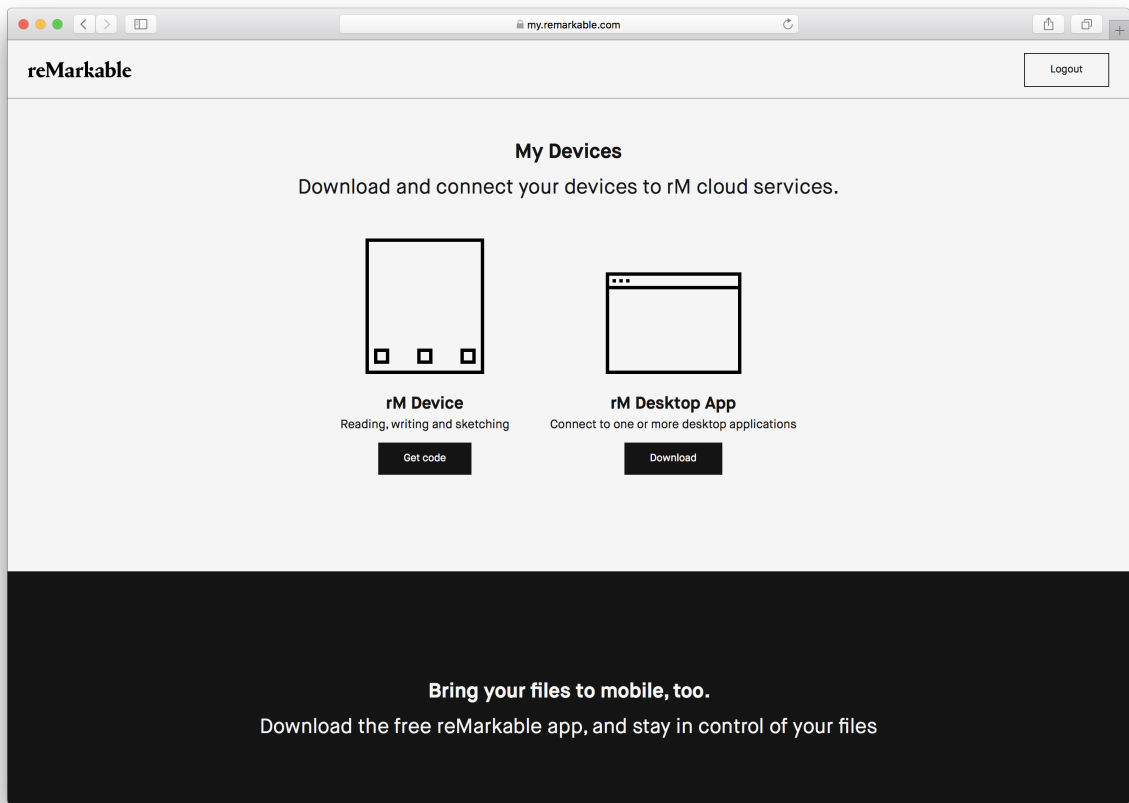 my.remarkable.com
reMarkable
Logout
My Devices
Download and connect your devices to rM cloud services.
rM Device
Reading, writing and sketching
Get code
rM Desktop App
Connect to one or more desktop applications
Download
Bring your files to mobile, too.
Download the free reMarkable app, and stay in control of your files